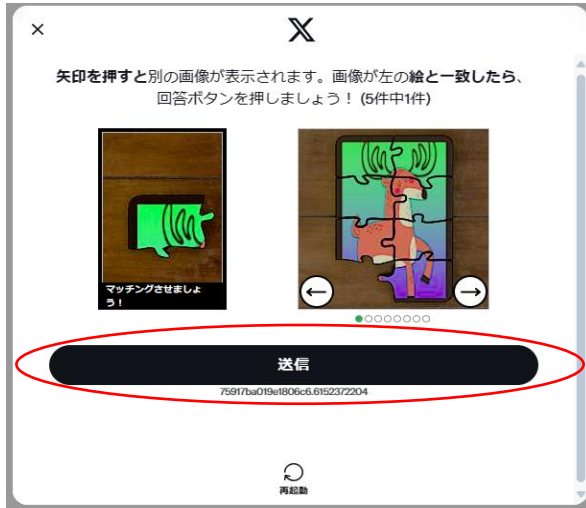 ×
X
矢印を押すと別の画像が表示されます。画像が左の絵と一致したら、
回答ボタンを押しましょう！ (5件中1件)
マッチングさせましょ
う！
←
→
送信
75917ba019e1806c6.6152372204
再起動